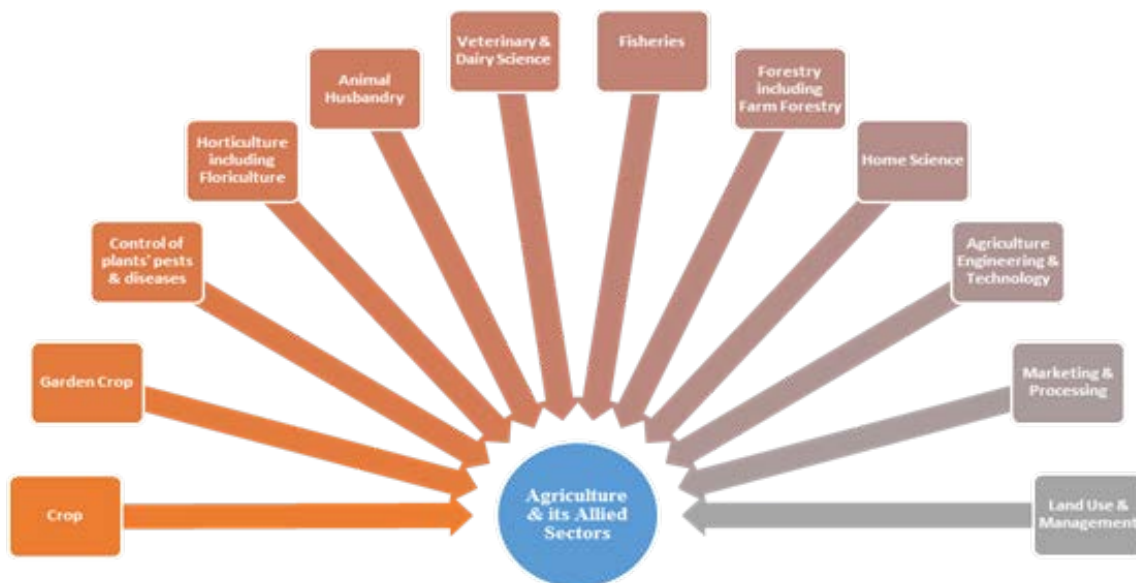 Veterinary &
Dairy Science
Fisheries
Animal
Husbandry
Forestry
including
Farm Forestry
Horticulture
including
Floriculture
Home Science
Control of
plants' pests
& diseases
Agriculture
Engineering &
Technology
Garden Crop
Marketing &
Processing
Crop
Agriculture
& its Allied
Sectors
Land Use &
Management